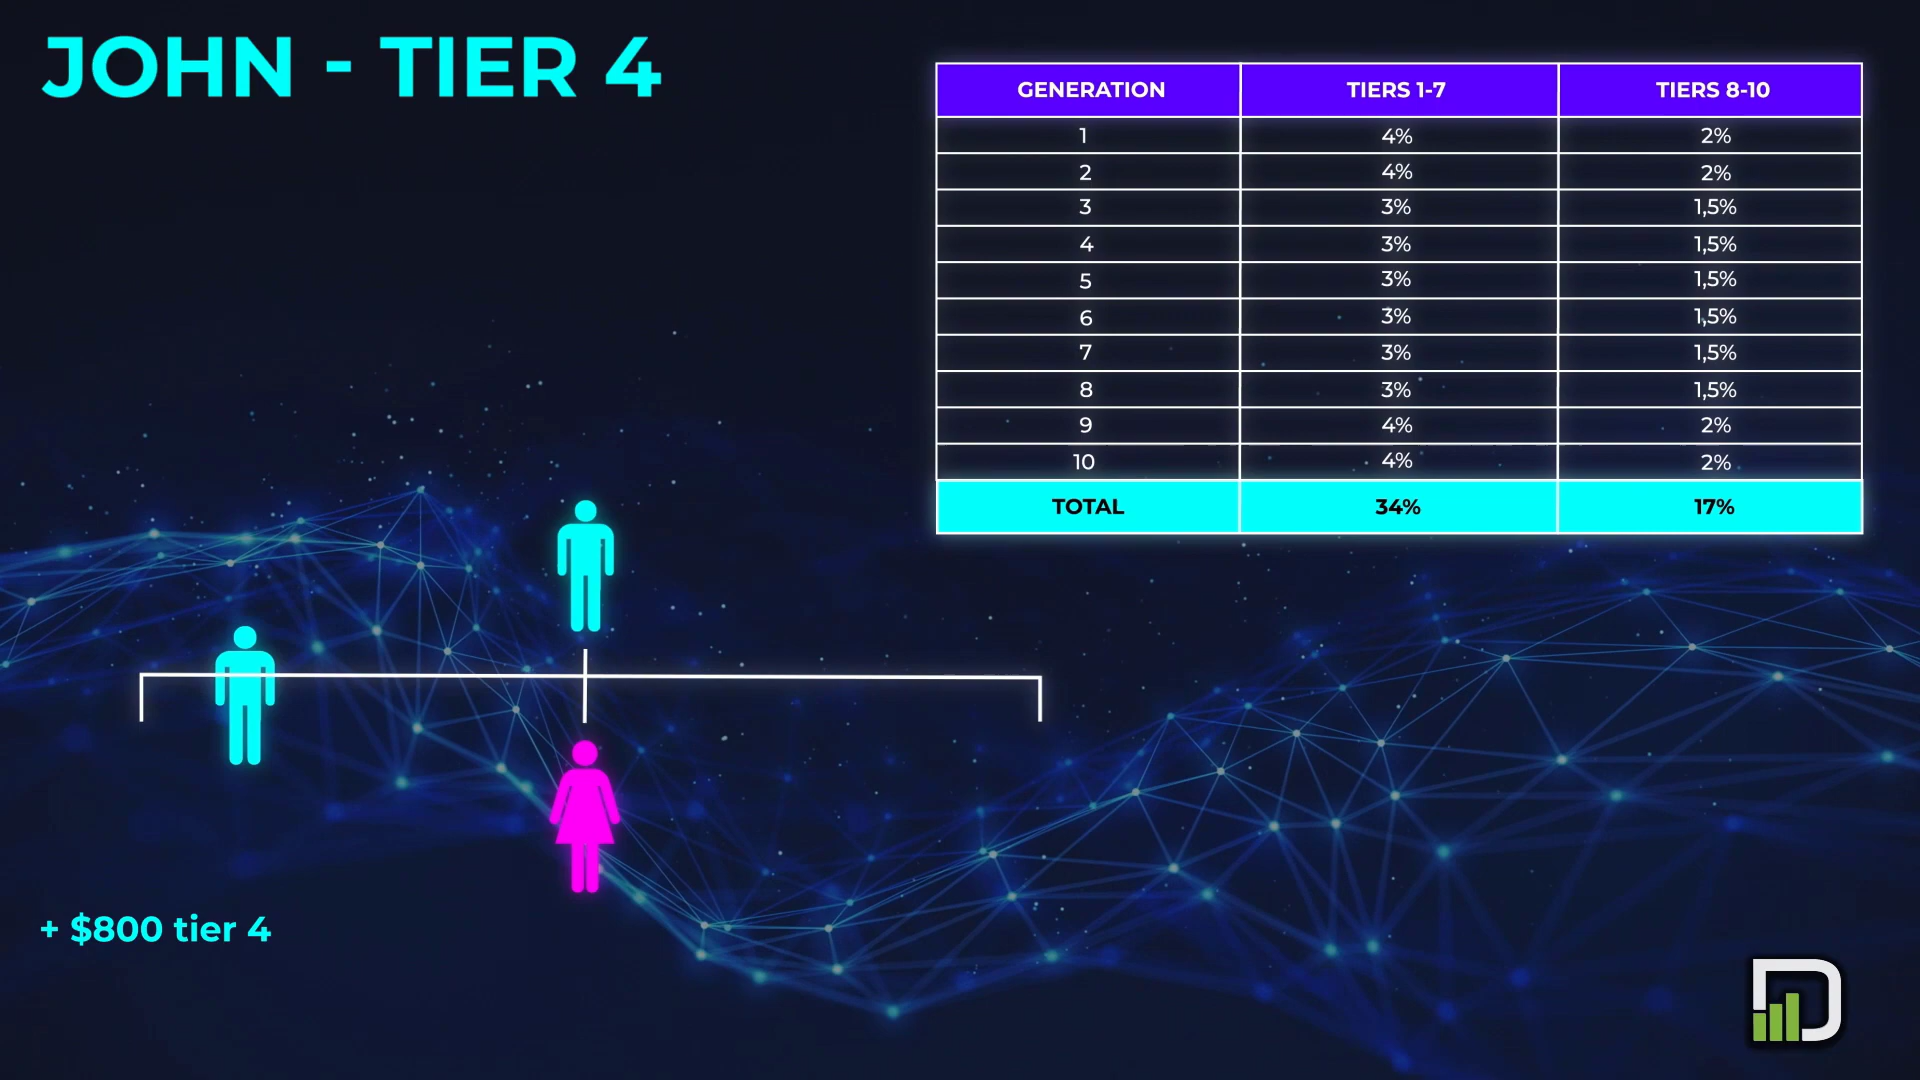 JOHN - TIER 4
GENERATION TIERS 1-7 TIERS 8-10
1 4% 2%
2 4% 2%
3 3% 1,5%
4 3% 1,5%
5 3% 1,5%
6 3% 1,5%
7 3% 1,5%
8 3% 1,5%
9 4% 2%
10 4% 2%
TOTAL 34% 17%
+ $800 tier 4